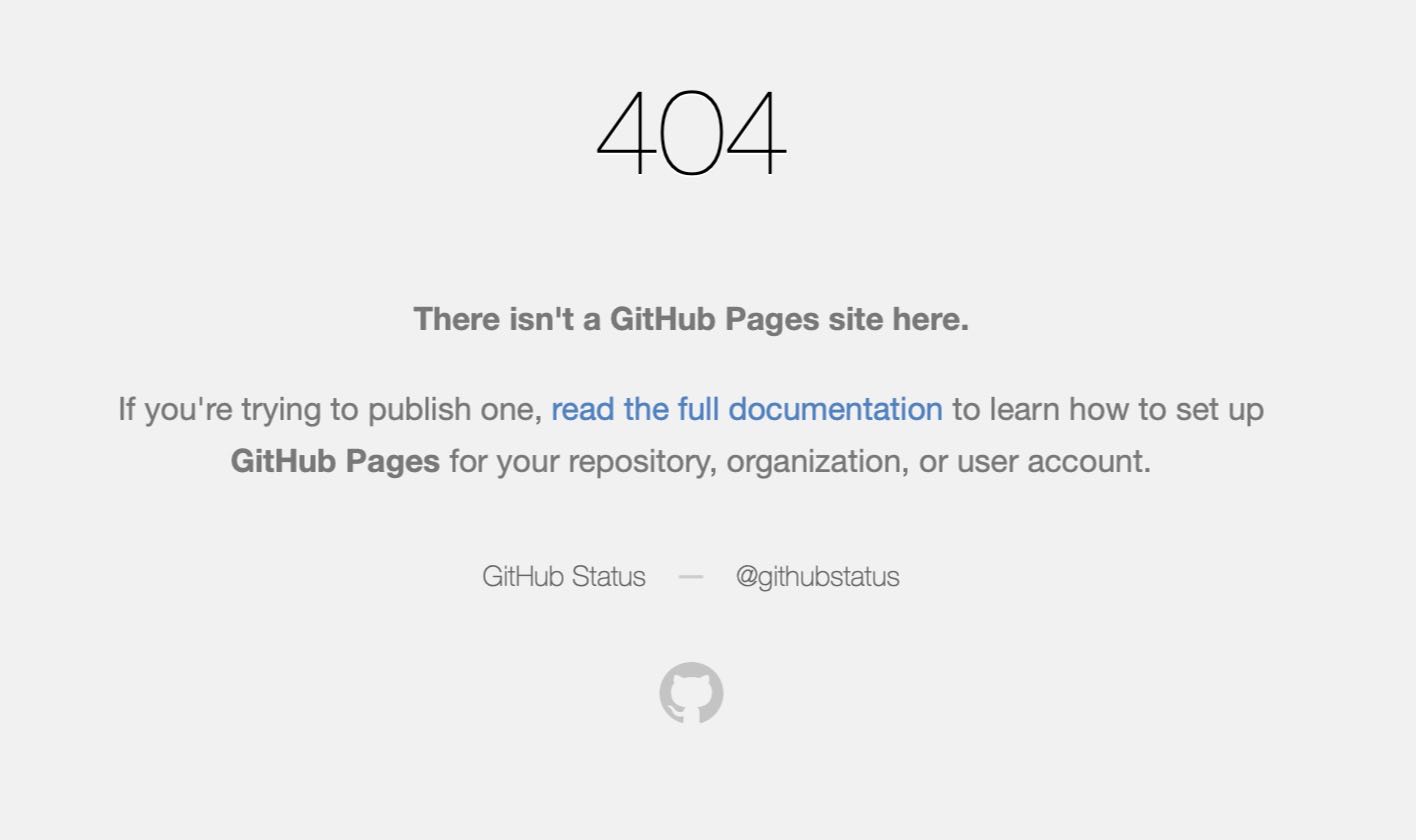 404
There isn't a GitHub Pages site here.
If you're trying to publish one, read the full documentation to learn how to set up
GitHub Pages for your repository, organization, or user account.
GitHub Status — @githubstatus